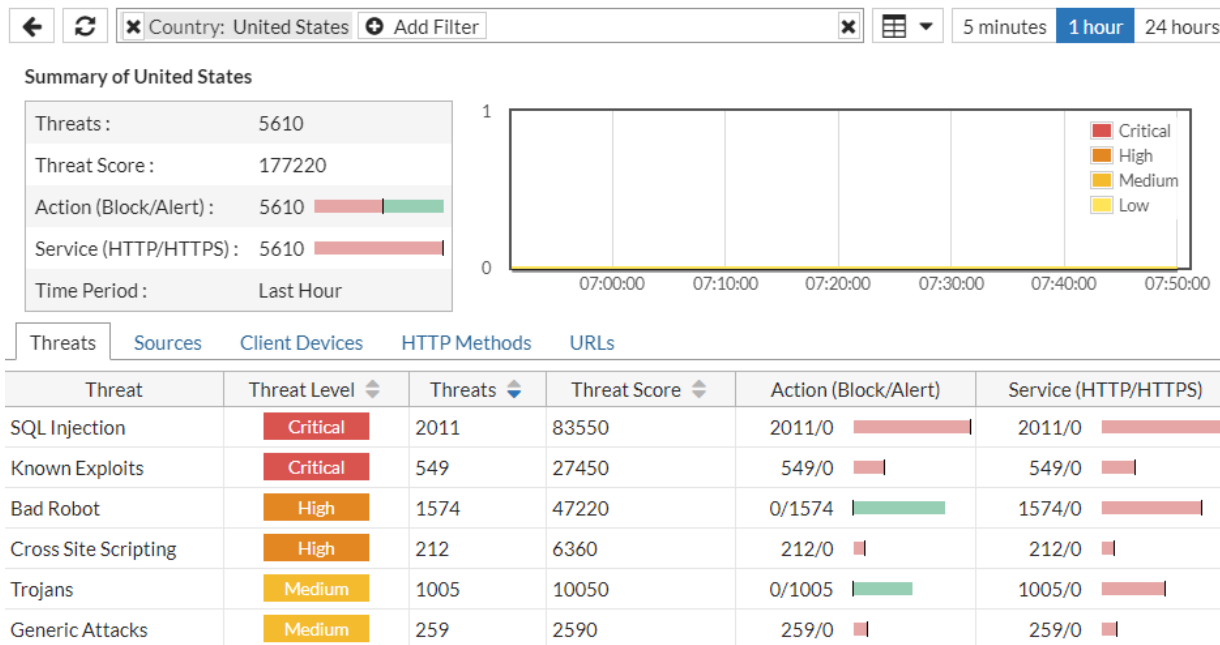 Country: United States Add Filter 5 minutes 1 hour 24 hours
Summary of United States
Threats : 5610
Threat Score : 177220
Action (Block/Alert) : 5610
Service (HTTP/HTTPS) : 5610
Time Period : Last Hour
1
Critical
High
Medium
Low
0
07:00:00 07:10:00 07:20:00 07:30:00 07:40:00 07:50:00
Threats Sources Client Devices HTTP Methods URLs
Threat Threat Level Threats Threat Score Action (Block/Alert) Service (HTTP/HTTPS)
SQL Injection Critical 2011 83550 2011/0 2011/0
Known Exploits Critical 549 27450 549/0 549/0
Bad Robot High 1574 47220 0/1574 1574/0
Cross Site Scripting High 212 6360 212/0 212/0
Trojans Medium 1005 10050 0/1005 1005/0
Generic Attacks Medium 259 2590 259/0 259/0